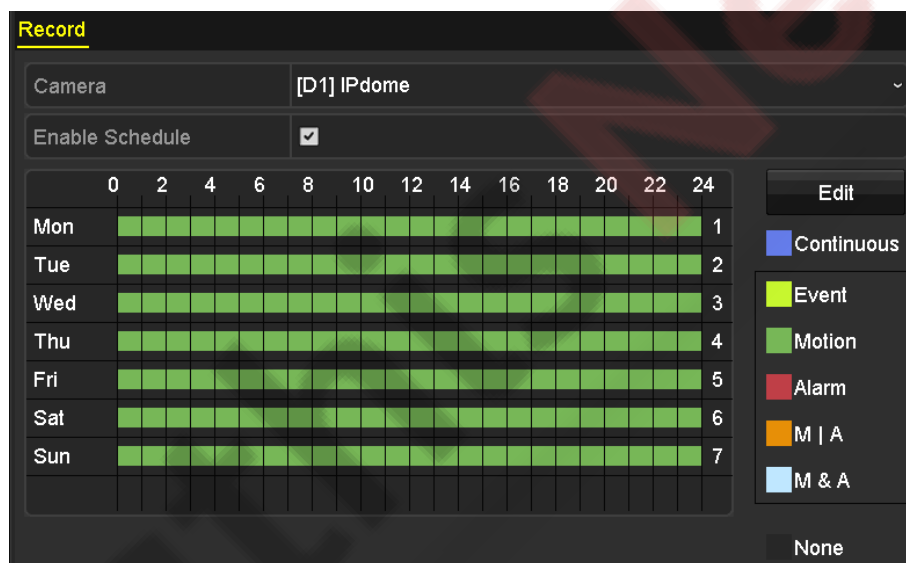 Record
Camera [D1] IPdome
Enable Schedule
0 2 4 6 8 10 12 14 16 18 20 22 24
Edit
Mon 1
Continuous
Tue 2
Event
Wed 3
Thu 4
Motion
Fri 5
Alarm
Sat 6
M | A
Sun 7
M & A
None